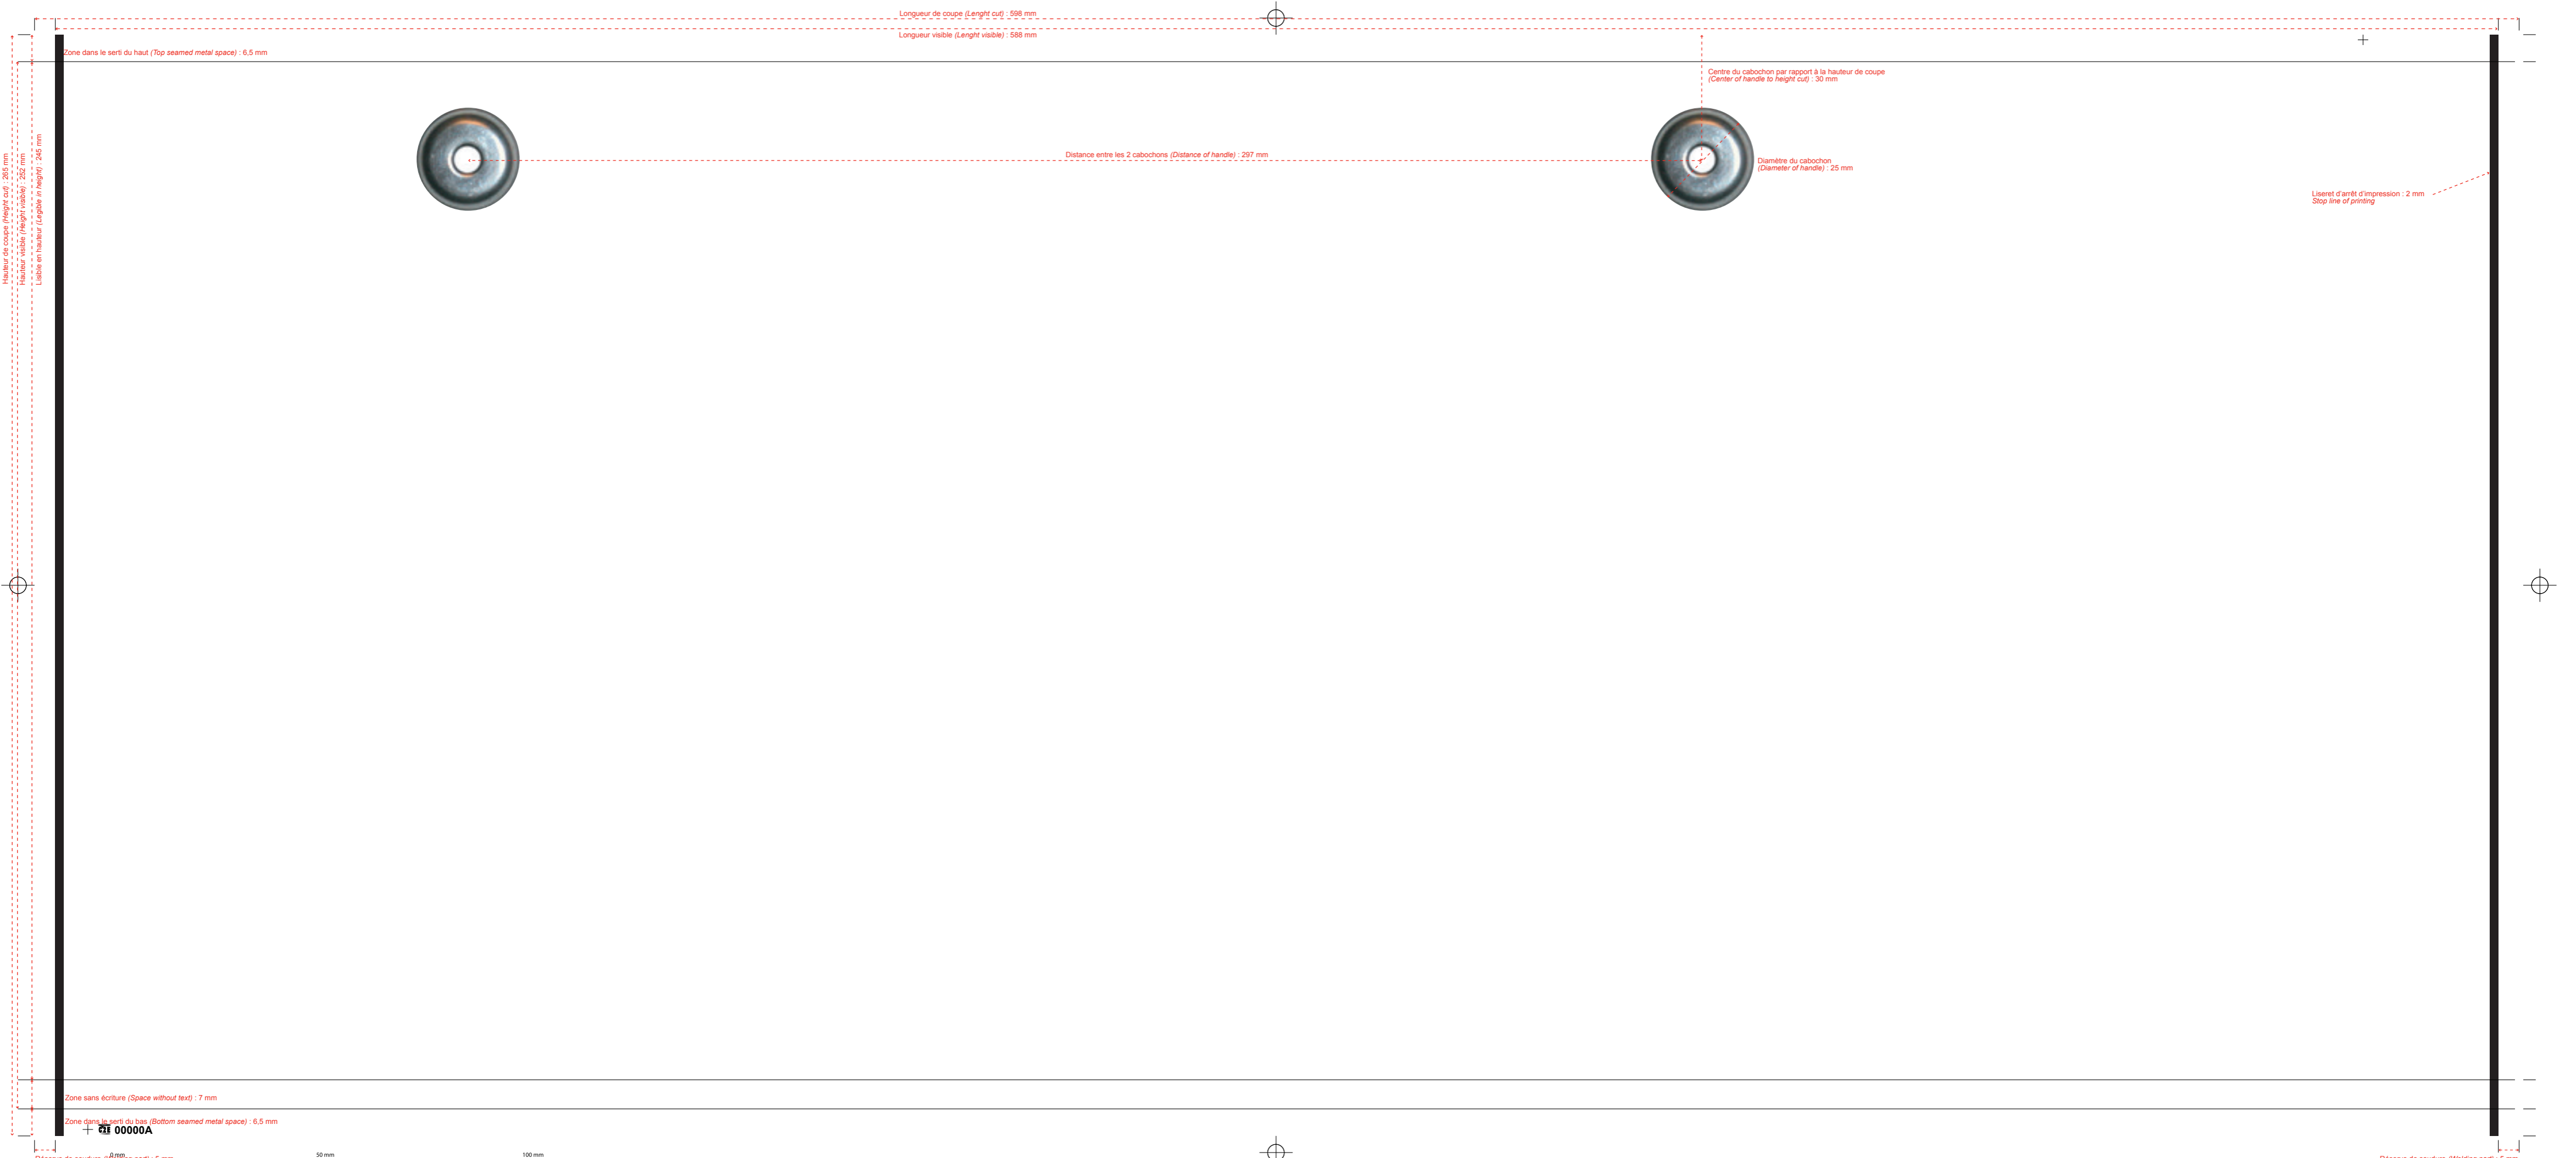 Longueur de coupe (Lenght cut) : 598 mm
Longueur visible (Lenght visible) : 588 mm
Zone dans le serti du haut (Top seamed metal space) : 6,5 mm
Centre du cabochon par rapport à la hauteur de coupe
(Center of handle to height cut) : 30 mm
Hauteur de coupe (Height cut) : 265 mm
Hauteur visible (Height visible) : 252 mm
Lisible en hauteur (Legible in height) : 245 mm
Distance entre les 2 cabochons (Distance of handle) : 297 mm
Diamètre du cabochon
(Diameter of handle) : 25 mm
Liseret d'arrêt d'impression : 2 mm
Stop line of printing
Zone sans écriture (Space without text) : 7 mm
Zone dans le serti du bas (Bottom seamed metal space) : 6,5 mm
00000A
0 mm
50 mm
100 mm